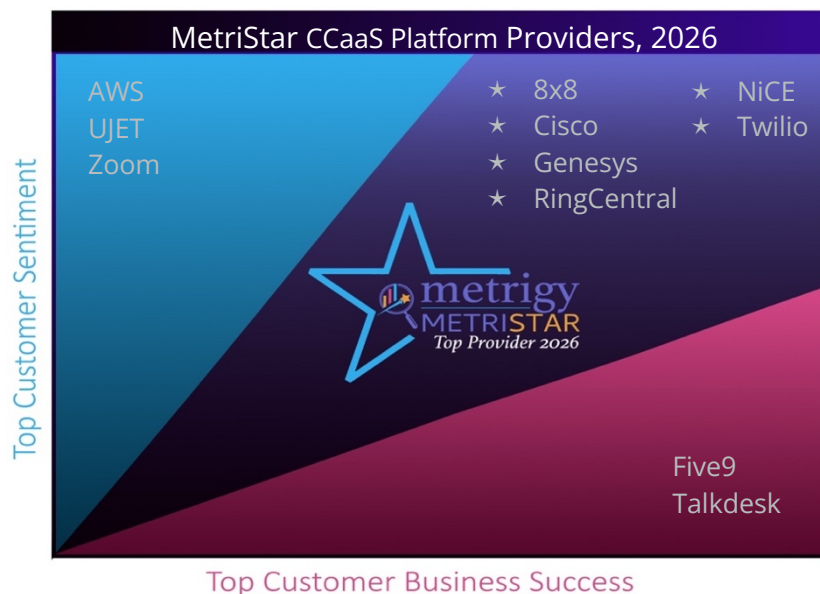 MetriStar CCaaS Platform Providers, 2026
AWS
UJET
Zoom
★ 8x8
★ Cisco
★ Genesys
★ RingCentral
★ NiCE
★ Twilio
metrigy
METRISTAR
Top Provider 2026
Five9
Talkdesk
Top Customer Sentiment
Top Customer Business Success